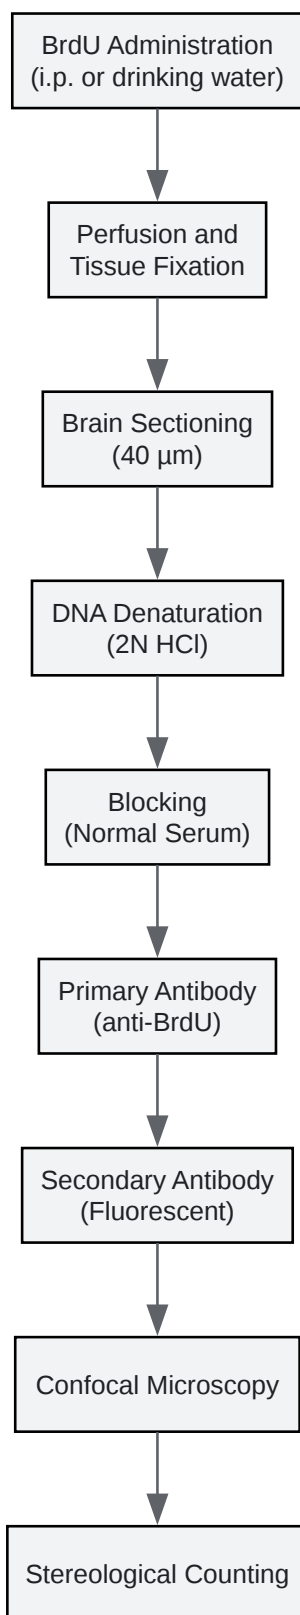 BrdU Administration
(i.p. or drinking water)
Perfusion and
Tissue Fixation
Brain Sectioning
(40 µm)
DNA Denaturation
(2N HCl)
Blocking
(Normal Serum)
Primary Antibody
(anti-BrdU)
Secondary Antibody
(Fluorescent)
Confocal Microscopy
Stereological Counting